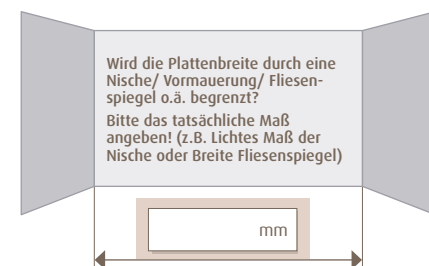 Wird die Plattenbreite durch eine
Nische/ Vormauerung/ Fliesen-
spiegel o.ä. begrenzt?
Bitte das tatsächliche Maß
angeben! (z.B. Lichtes Maß der
Nische oder Breite Fliesenspiegel)
mm